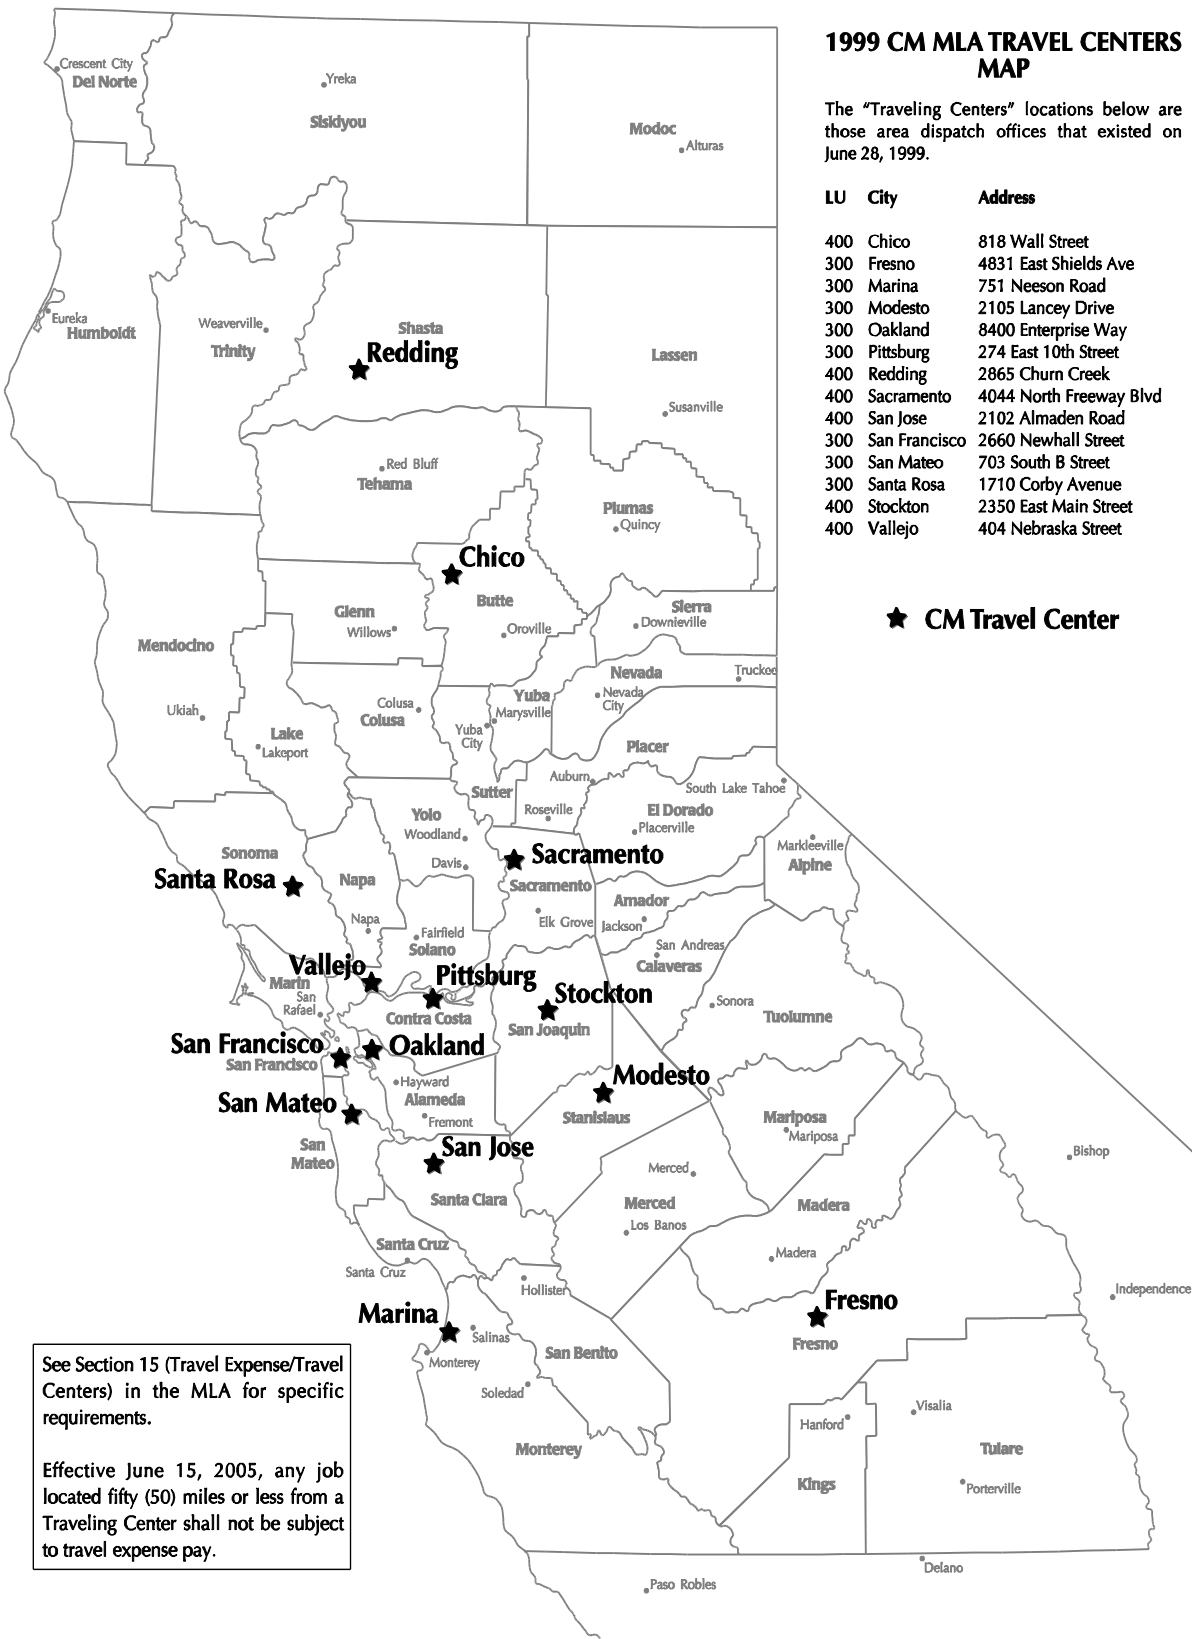 1999 CM MLA TRAVEL CENTERS
MAP
The “Traveling Centers” locations below are
those area dispatch offices that existed on
June 28, 1999.
LU City Address
400 Chico 818 Wall Street
300 Fresno 4831 East Shields Ave
300 Marina 751 Neeson Road
300 Modesto 2105 Lancey Drive
300 Oakland 8400 Enterprise Way
300 Pittsburg 274 East 10th Street
400 Redding 2865 Churn Creek
400 Sacramento 4044 North Freeway Blvd
400 San Jose 2102 Almaden Road
300 San Francisco 2660 Newhall Street
300 San Mateo 703 South B Street
300 Santa Rosa 1710 Corby Avenue
400 Stockton 2350 East Main Street
400 Vallejo 404 Nebraska Street
CM Travel Center
Crescent City
Del Norte
Yreka
Siskiyou
Modoc
Alturas
Eureka
Humboldt
Weaverville
Trinity
Shasta
Redding
Lassen
Susanville
Red Bluff
Tehama
Plumas
Quincy
Chico
Butte
Oroville
Glenn
Willows
Sierra
Downieville
Mendocino
Ukiah
Lake
Lakeport
Colusa
Colusa
Yuba
Marysville
Yuba
City
Nevada
Nevada
City
Truckee
Placer
Auburn
Roseville
Sutter
South Lake Tahoe
El Dorado
Placerville
Yolo
Woodland
Davis
Markleeville
Alpine
Sonoma
Santa Rosa
Napa
Napa
Sacramento
Sacramento
Elk Grove
Amador
Jackson
Fairfield
Solano
San Andreas
Calaveras
Vallejo
Marin
San
Rafael
Pittsburg
Contra Costa
Stockton
San Joaquin
Sonora
Tuolumne
San Francisco
San Francisco
Oakland
Hayward
Alameda
Fremont
Modesto
Stanislaus
San Mateo
San
Mateo
San Jose
Santa Clara
Mariposa
Mariposa
Merced
Merced
Los Banos
Madera
Madera
Bishop
Santa Cruz
Santa Cruz
Hollister
Independence
Marina
Salinas
Monterey
Soledad
San Benito
Monterey
Fresno
Fresno
Hanford
Kings
Visalia
Tulare
Porterville
Delano
Paso Robles
See Section 15 (Travel Expense/Travel
Centers) in the MLA for specific
requirements.
Effective June 15, 2005, any job
located fifty (50) miles or less from a
Traveling Center shall not be subject
to travel expense pay.